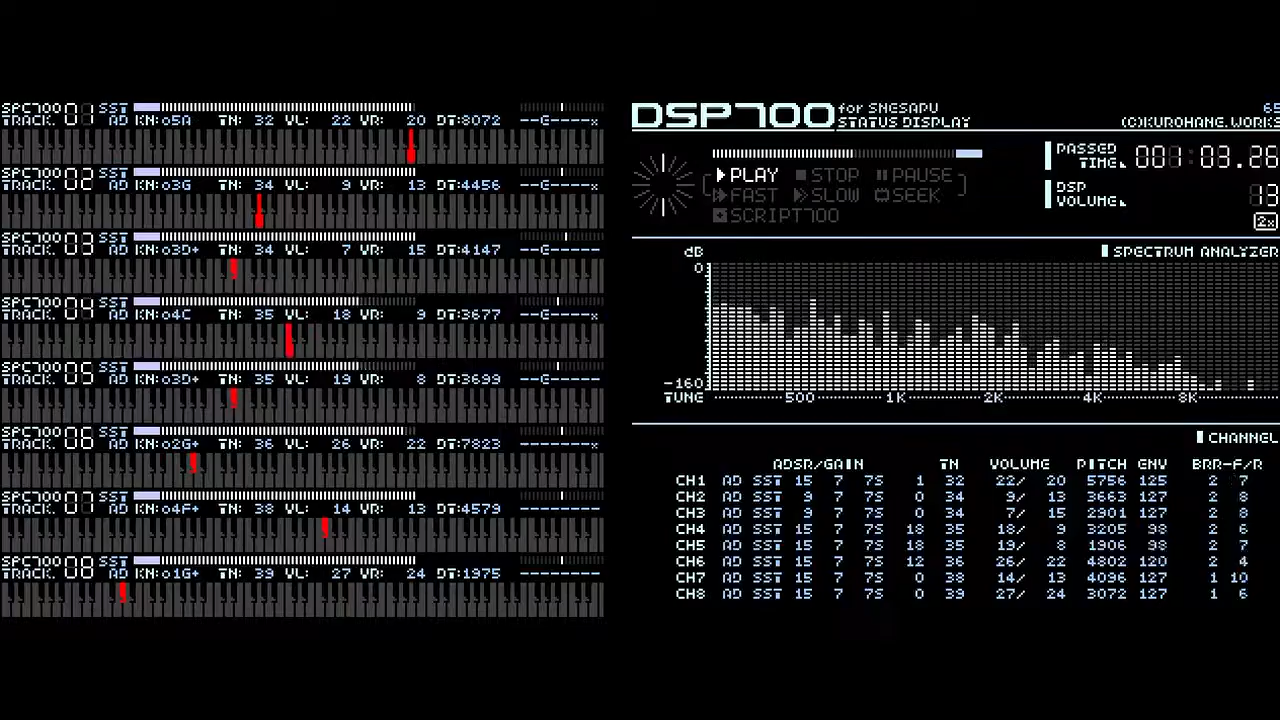 SPC700 01 SST
TRACK. AD KN:o5A TN: 32 VL: 22 VR: 20 DT:8072 --E-----x
SPC700 02 SST
TRACK. AD KN:o3G TN: 34 VL: 9 VR: 13 DT:4456 --E-----x
SPC700 03 SST
TRACK. AD KN:o3D+ TN: 34 VL: 7 VR: 15 DT:4147 --E------
SPC700 04 SST
TRACK. AD KN:o4C TN: 35 VL: 18 VR: 9 DT:3677 --E-----x
SPC700 05 SST
TRACK. AD KN:o3D+ TN: 35 VL: 19 VR: 8 DT:3699 --E------
SPC700 06 SST
TRACK. AD KN:o2G+ TN: 36 VL: 26 VR: 22 DT:7823 --------x
SPC700 07 SST
TRACK. AD KN:o4F+ TN: 38 VL: 14 VR: 13 DT:4579 ---------
SPC700 08 SST
TRACK. AD KN:o1G+ TN: 39 VL: 27 VR: 24 DT:1975 ---------
DSP700 for SNESAPU 65
STATUS DISPLAY (C)KUROHANE.WORKS
PLAY STOP PAUSE
FAST SLOW SEEK
SCRIPT700
PASSED TIME. 001:03.26
DSP VOLUME. 13
2x
dB SPECTRUM ANALYZER
0
-160
TUNE 500 1K 2K 4K 8K
CHANNEL
ADSR/GAIN TN VOLUME PITCH ENV BRR-F/R
CH1 AD SST 15 7 7S 1 32 22/ 20 5756 125 2 7
CH2 AD SST 9 7 7S 0 34 9/ 13 3663 127 2 8
CH3 AD SST 9 7 7S 0 34 7/ 15 2901 127 2 8
CH4 AD SST 15 7 7S 18 35 18/ 9 3205 98 2 6
CH5 AD SST 15 7 7S 18 35 19/ 8 1906 98 2 7
CH6 AD SST 15 7 7S 12 36 26/ 22 4802 120 2 4
CH7 AD SST 15 7 7S 0 38 14/ 13 4096 127 1 10
CH8 AD SST 15 7 7S 0 39 27/ 24 3072 127 1 6